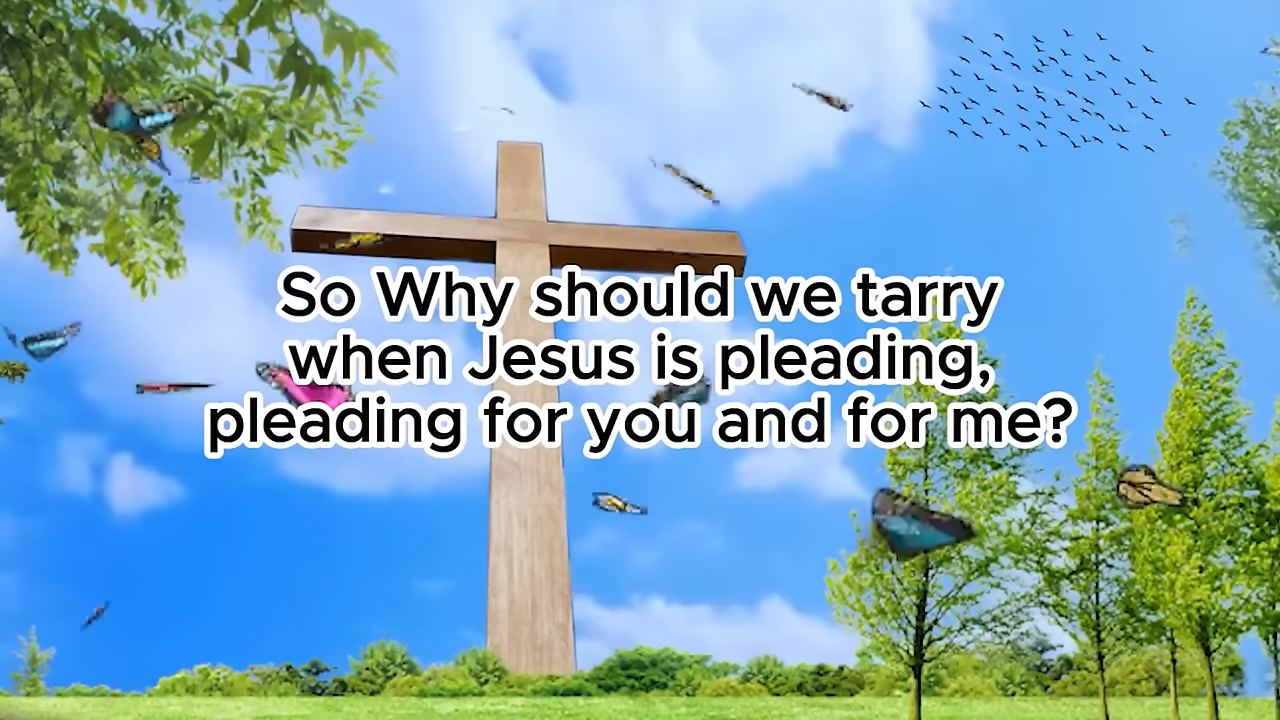 So Why should we tarry
when Jesus is pleading,
pleading for you and for me?